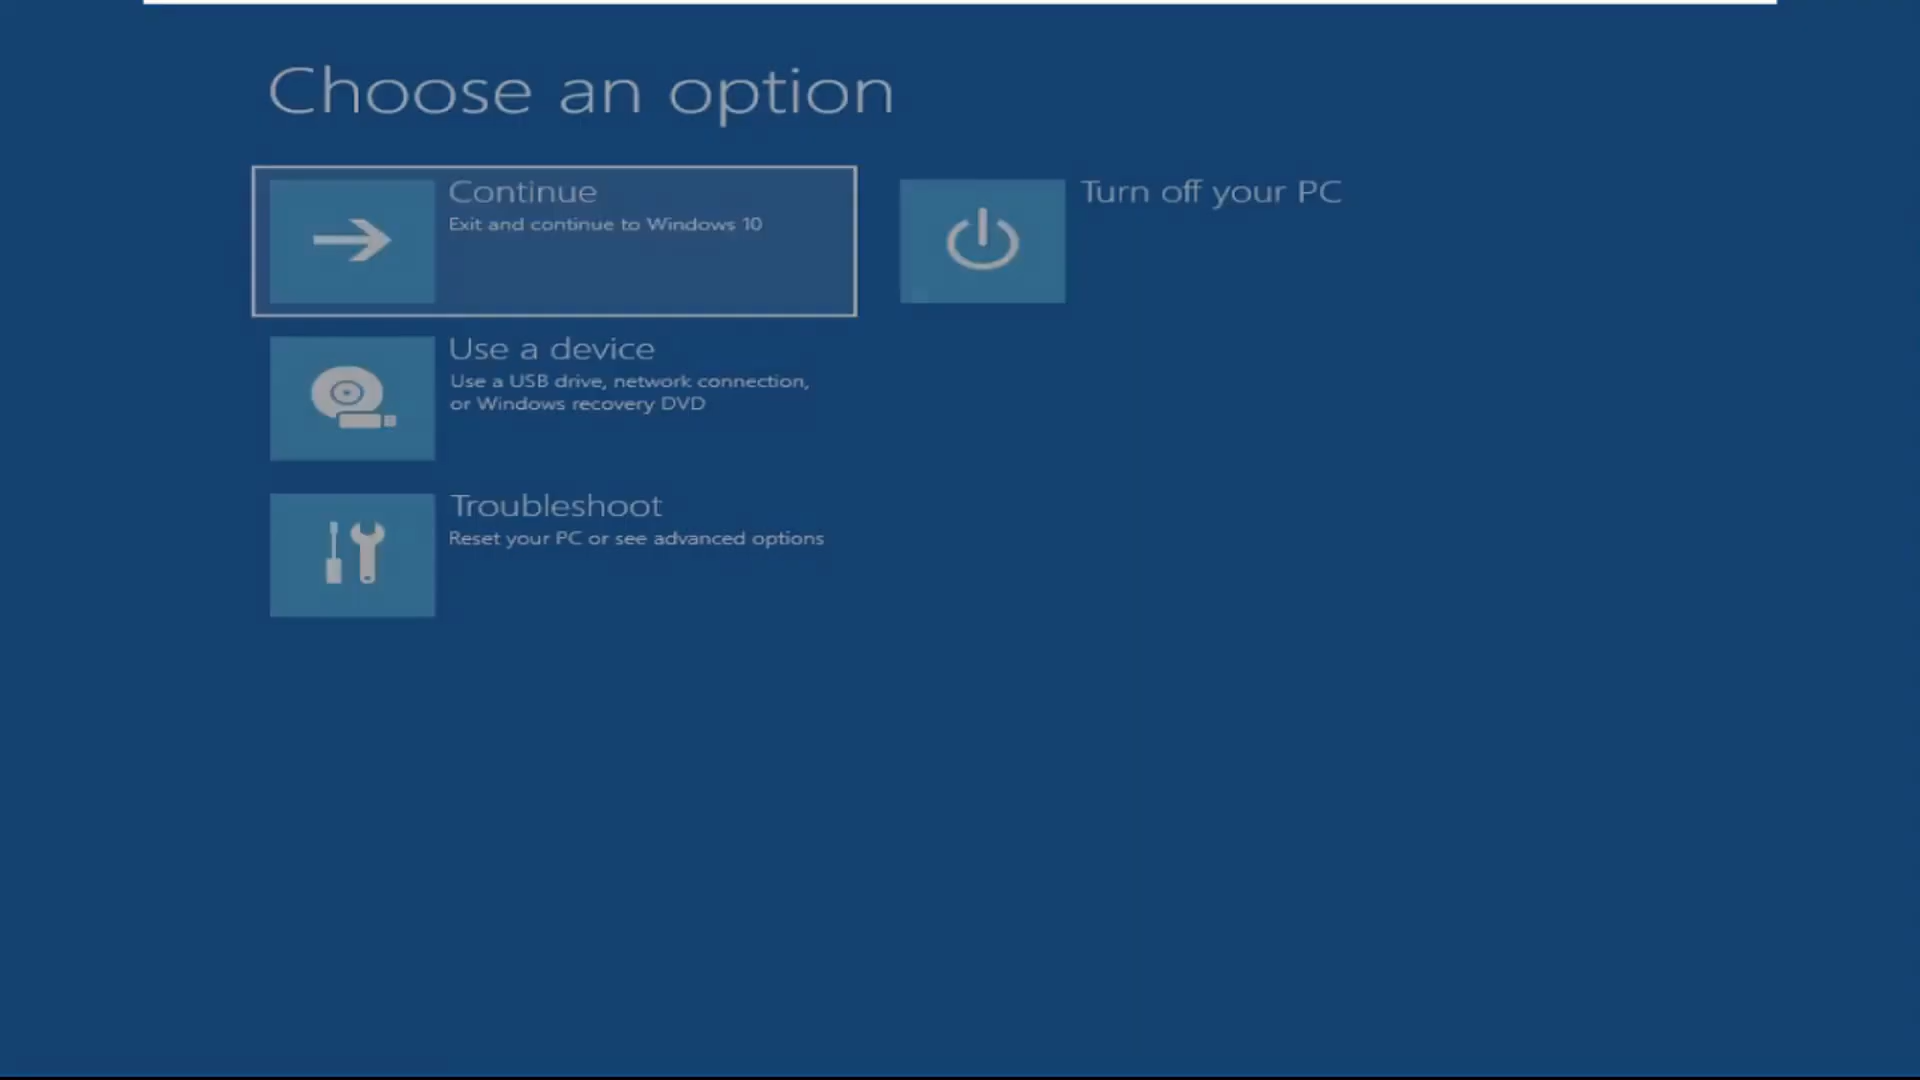 Choose an option
Continue
Exit and continue to Windows 10
Turn off your PC
Use a device
Use a USB drive, network connection,
or Windows recovery DVD
Troubleshoot
Reset your PC or see advanced options